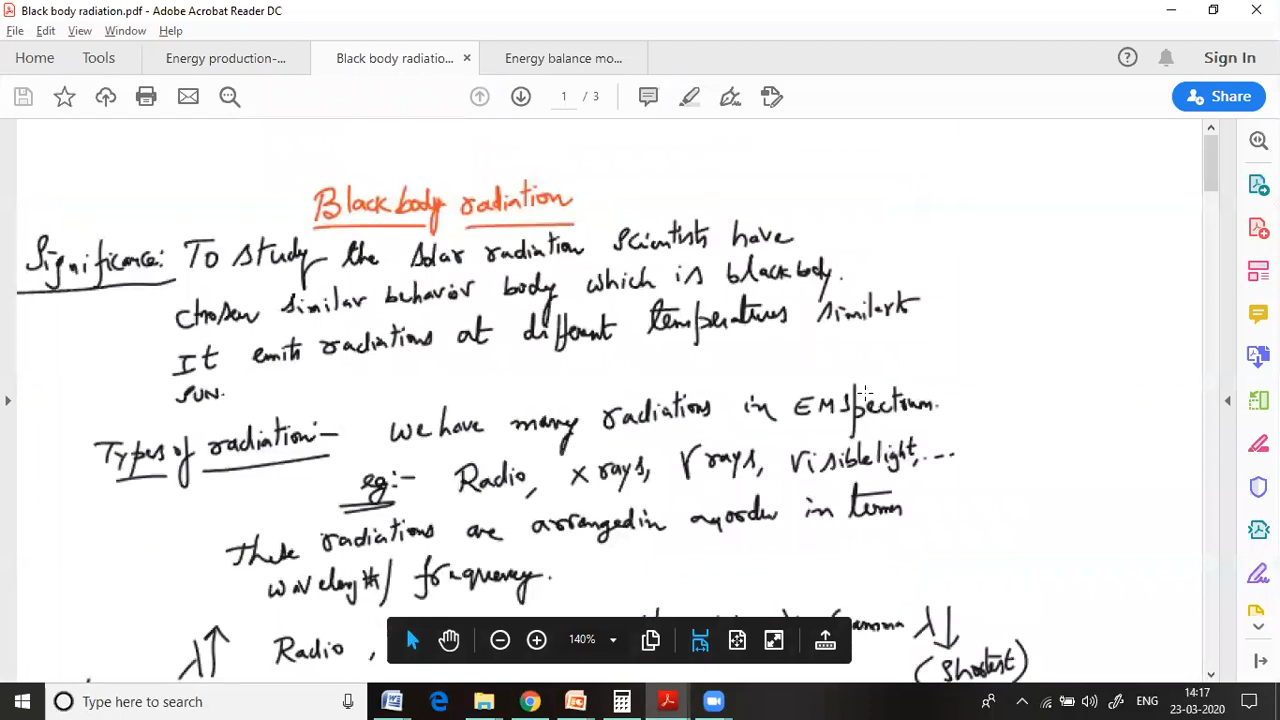 Black body radiation.pdf - Adobe Acrobat Reader DC
File Edit View Window Help
Home Tools Energy production-... Black body radiatio... × Energy balance mo... Sign In
1 / 3 Share
Black body radiation
Significance: To study the solar radiation scientists have
chosen similar behavior body which is blackbody.
It emits radiations at different temperatures similar to
SUN.
Types of radiation:- We have many radiations in EM Spectrum.
eg:- Radio, X rays, γ rays, visible light, ...
These radiations are arranged in an order in terms
wavelength/ frequency.
λ↑ Radio, Gamma λ↓
(Shortest)
140%
Type here to search
ENG
14:17
23-03-2020